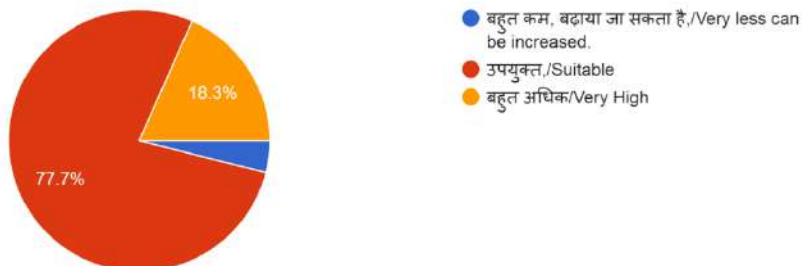 बहुत कम, बढ़ाया जा सकता है,/Very less can
be increased.
उपयुक्त,/Suitable
बहुत अधिक/Very High
18.3%
77.7%